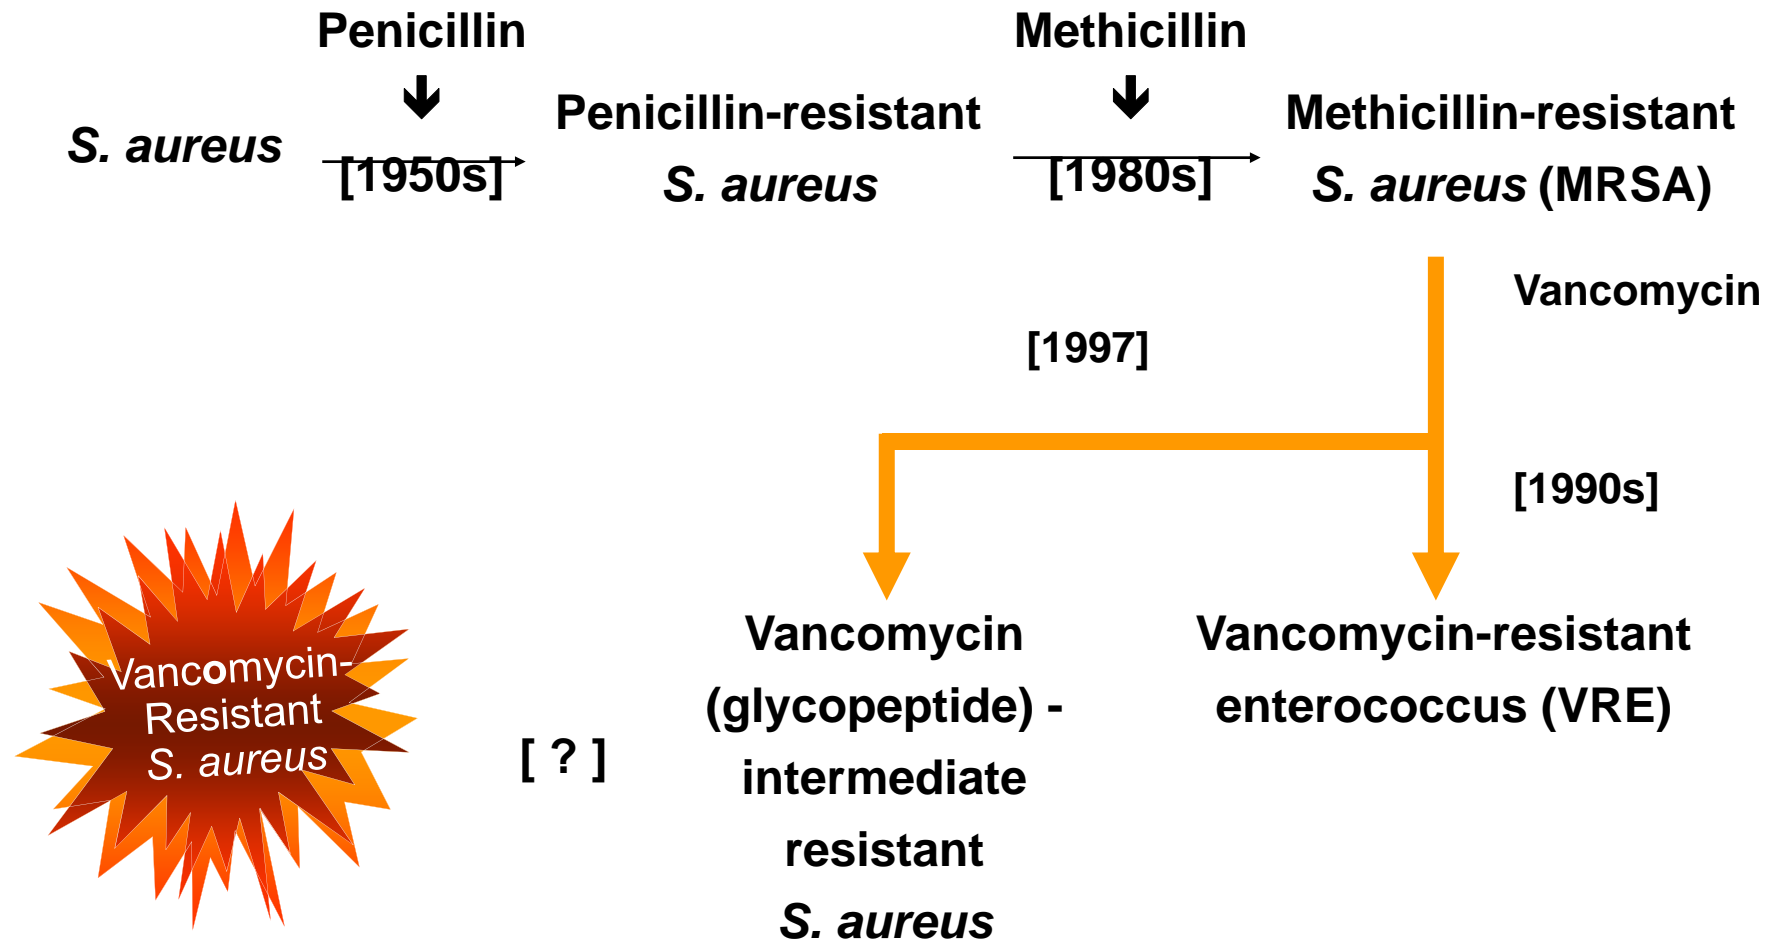 Penicillin
Methicillin
S. aureus
[1950s]
Penicillin-resistant
S. aureus
[1980s]
Methicillin-resistant
S. aureus (MRSA)
Vancomycin
[1997]
[1990s]
Vancomycin-
Resistant
S. aureus
[ ? ]
Vancomycin
(glycopeptide) -
intermediate
resistant
S. aureus
Vancomycin-resistant
enterococcus (VRE)